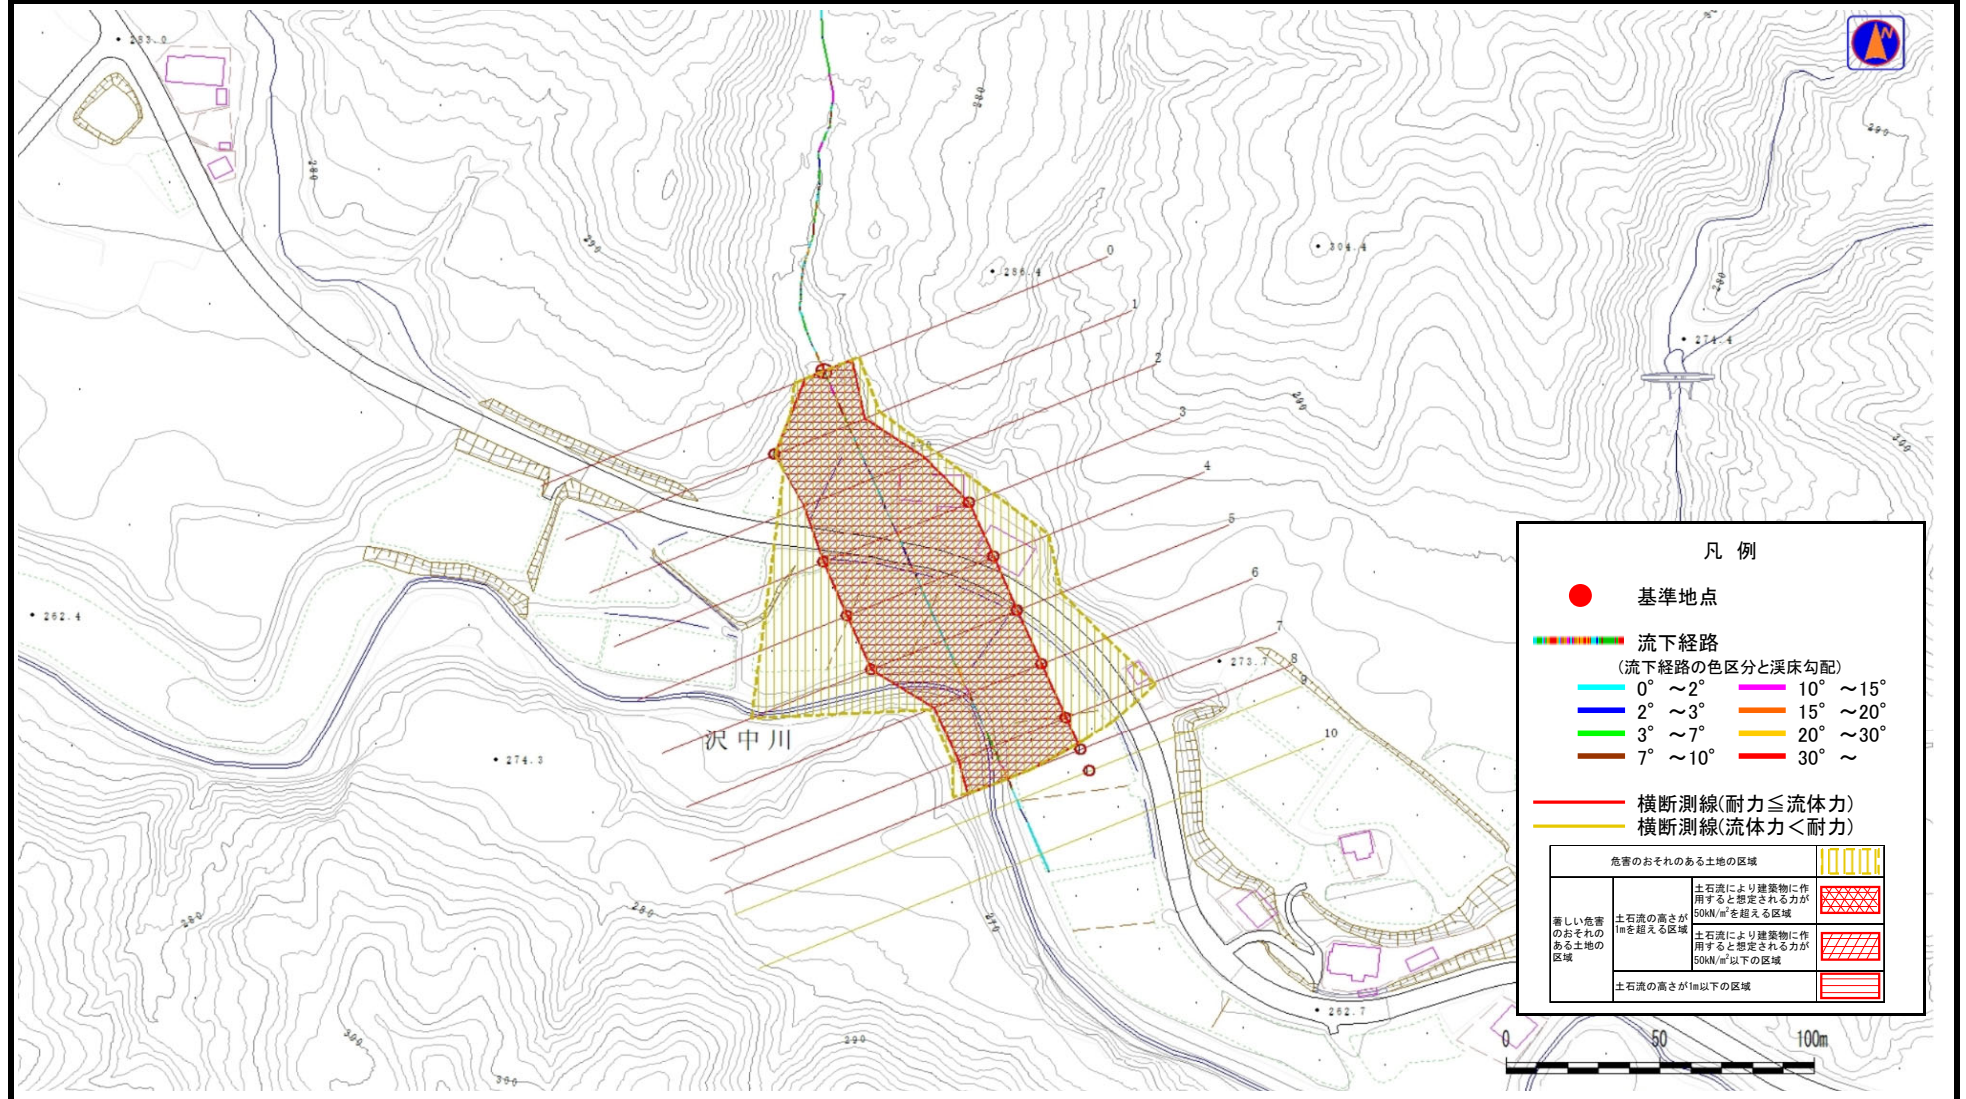 283.0
N
280
280
290
290
304.4
286.4
280
274.4
290
300
0
1
2
3
4
5
6
7
8
9
10
262.4
273.7
沢中川
274.3
280
280
270
262.7
300
290
300
凡 例
基準地点
流下経路
(流下経路の色区分と渓床勾配)
0° ～2° 10° ～15°
2° ～3° 15° ～20°
3° ～7° 20° ～30°
7° ～10° 30° ～
横断測線(耐力≦流体力)
横断測線(流体力＜耐力)
危害のおそれのある土地の区域
著しい危害
のおそれの
ある土地の
区域
土石流の高さが
1mを超える区域
土石流により建築物に作
用すると想定される力が
50kN/m²を超える区域
土石流により建築物に作
用すると想定される力が
50kN/m²以下の区域
土石流の高さが1m以下の区域
0 50 100m